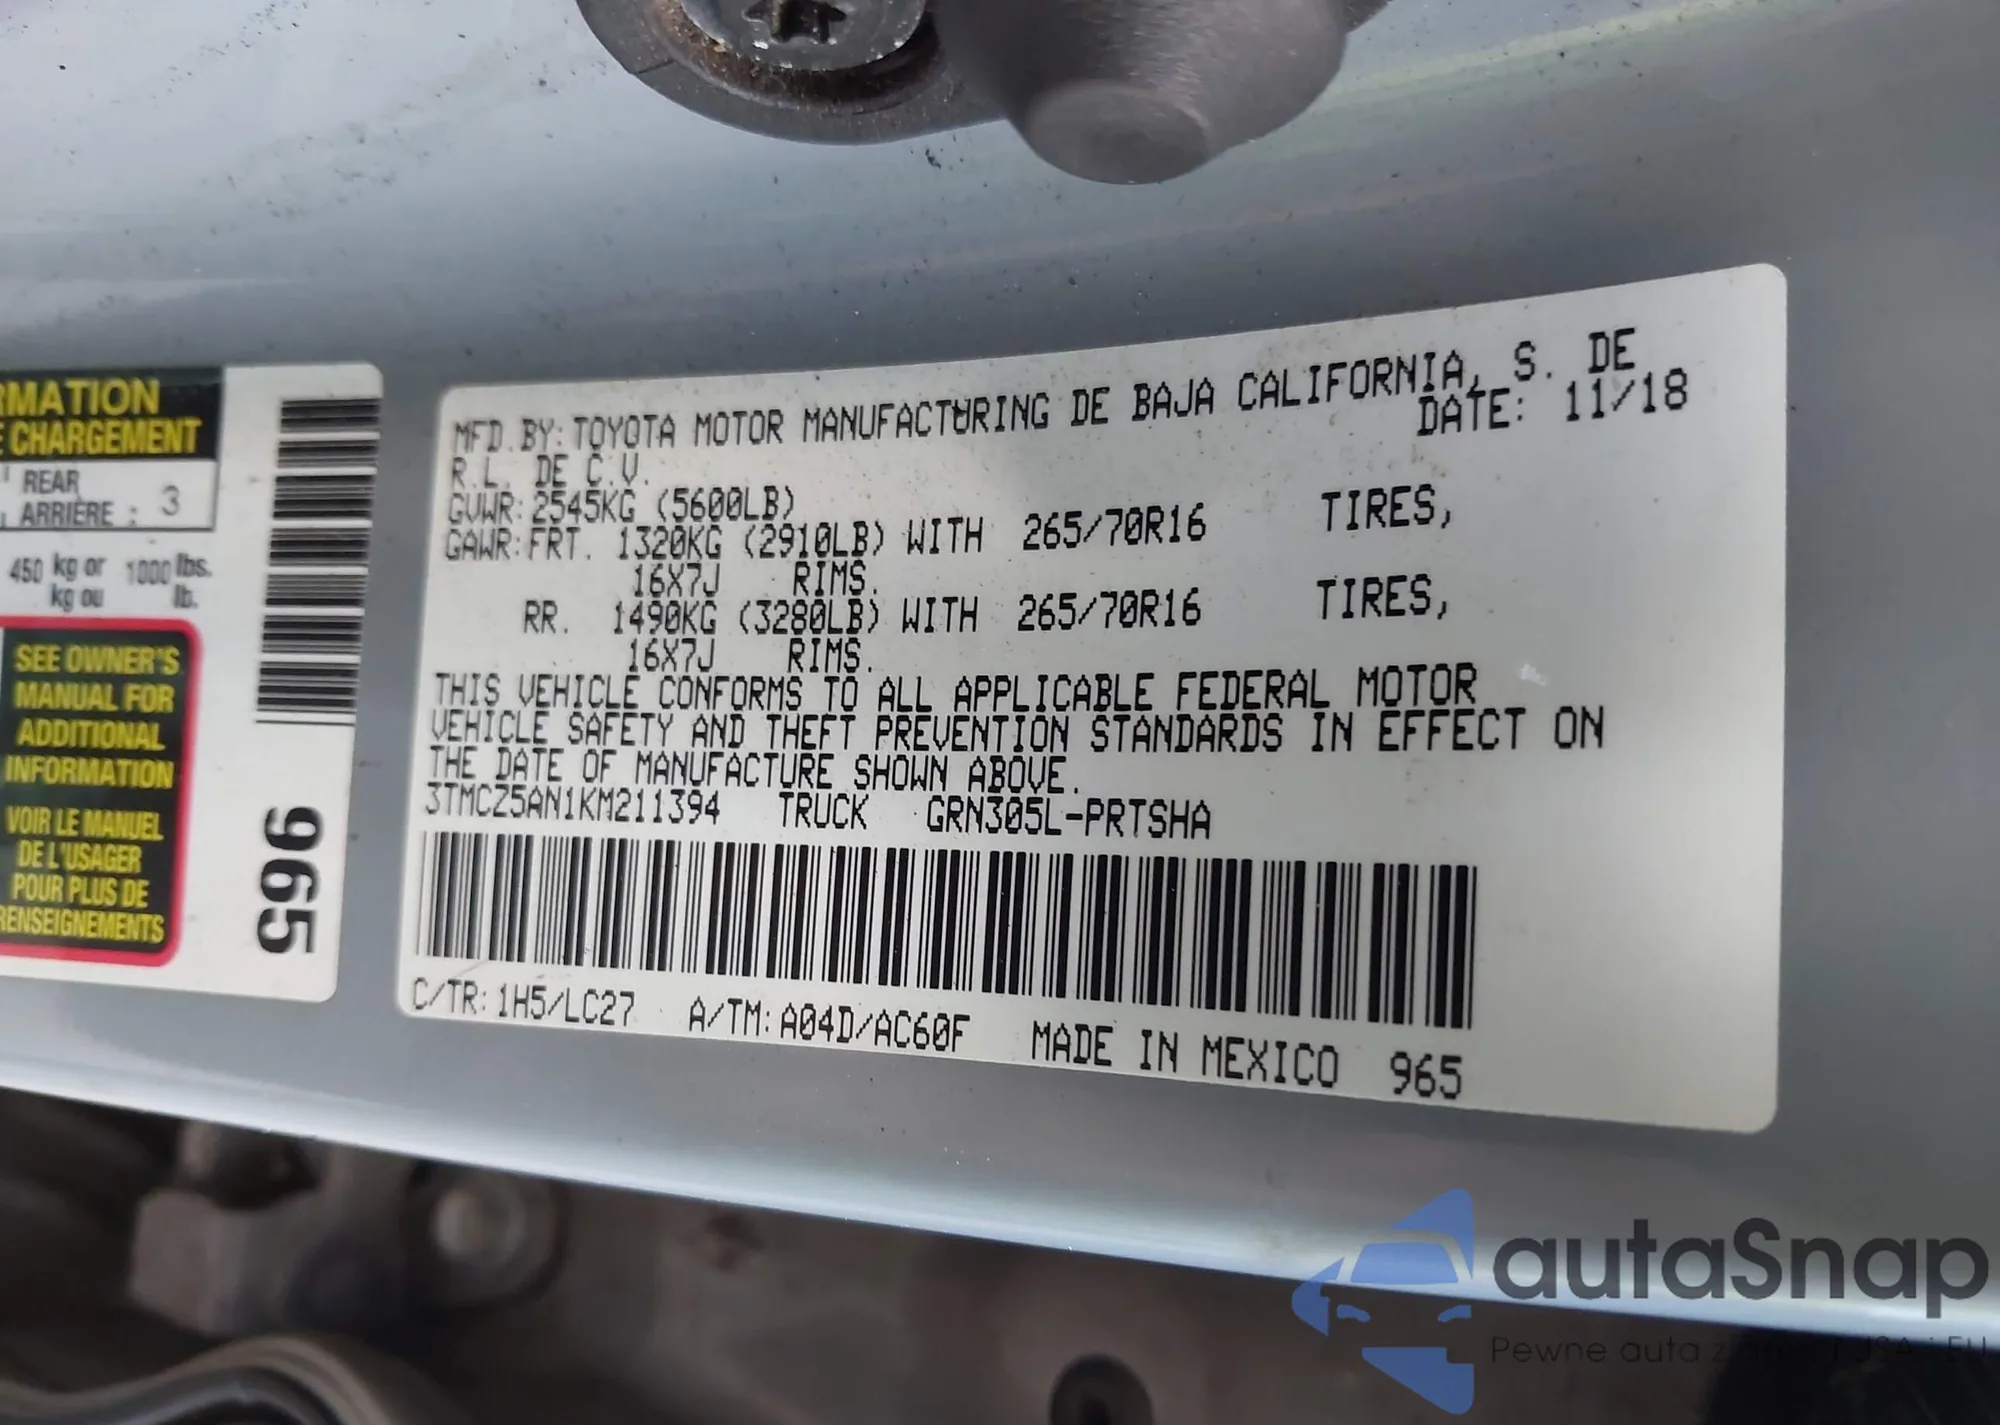 RMATION
E CHARGEMENT
REAR
ARRIÈRE : 3
450 kg or 1000 lbs.
kg ou lb.
SEE OWNER'S
MANUAL FOR
ADDITIONAL
INFORMATION
VOIR LE MANUEL
DE L'USAGER
POUR PLUS DE
RENSEIGNEMENTS
965
MFD.BY:TOYOTA MOTOR MANUFACTURING DE BAJA CALIFORNIA, S. DE
R.L. DE C.V. DATE: 11/18
GVWR:2545KG (5600LB)
GAWR:FRT. 1320KG (2910LB) WITH 265/70R16 TIRES,
16X7J RIMS.
RR. 1490KG (3280LB) WITH 265/70R16 TIRES,
16X7J RIMS.
THIS VEHICLE CONFORMS TO ALL APPLICABLE FEDERAL MOTOR
VEHICLE SAFETY AND THEFT PREVENTION STANDARDS IN EFFECT ON
THE DATE OF MANUFACTURE SHOWN ABOVE.
3TMCZ5AN1KM211394 TRUCK GRN305L-PRTSHA
C/TR:1H5/LC27 A/TM:A04D/AC60F MADE IN MEXICO 965
autaSnap
Pewne auta z USA i EU